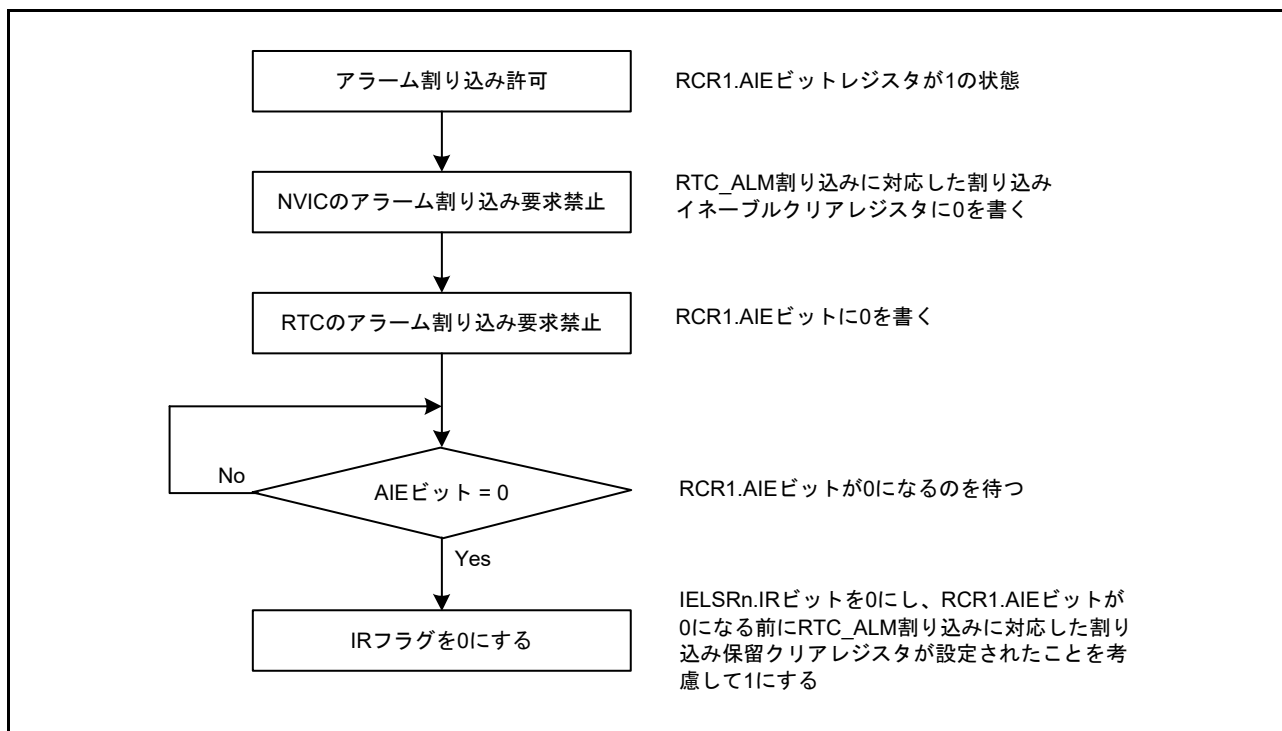 アラーム割り込み許可
RCR1.AIEビットレジスタが1の状態
NVICのアラーム割り込み要求禁止
RTC_ALM割り込みに対応した割り込み
イネーブルクリアレジスタに0を書く
RTCのアラーム割り込み要求禁止
RCR1.AIEビットに0を書く
No
AIEビット = 0
RCR1.AIEビットが0になるのを待つ
Yes
IRフラグを0にする
IELSRn.IRビットを0にし、RCR1.AIEビットが
0になる前にRTC_ALM割り込みに対応した割り
込み保留クリアレジスタが設定されたことを考
慮して1にする